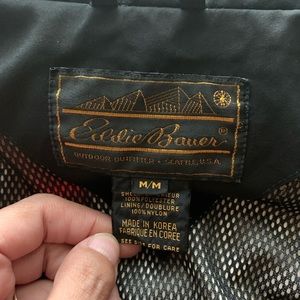 Eddie Bauer®
OUTDOOR OUTFITTER • SEATTLE, U.S.A.
M/M
100% POLYESTER
LINING/DOUBLURE
100% NYLON
MADE IN KOREA
FABRIQUE EN COREE
FOR CARE